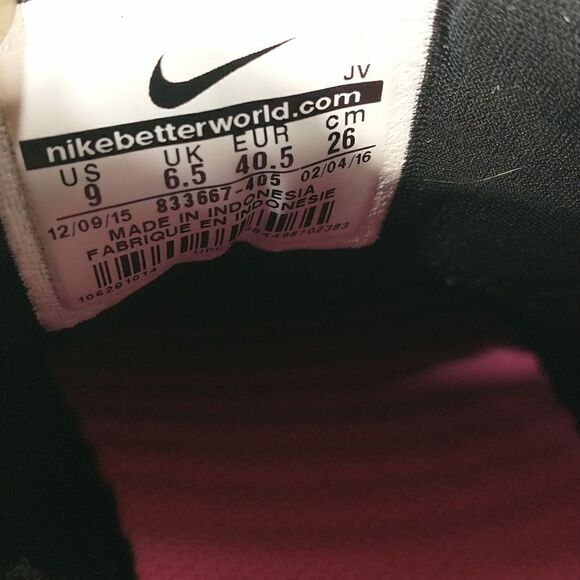 JV
nikebetterworld.com
US UK EUR cm
9 6.5 40.5 26
12/09/15 833667-405 02/04/16
MADE IN INDONESIA
FABRIQUE EN INDONESIE
106291014